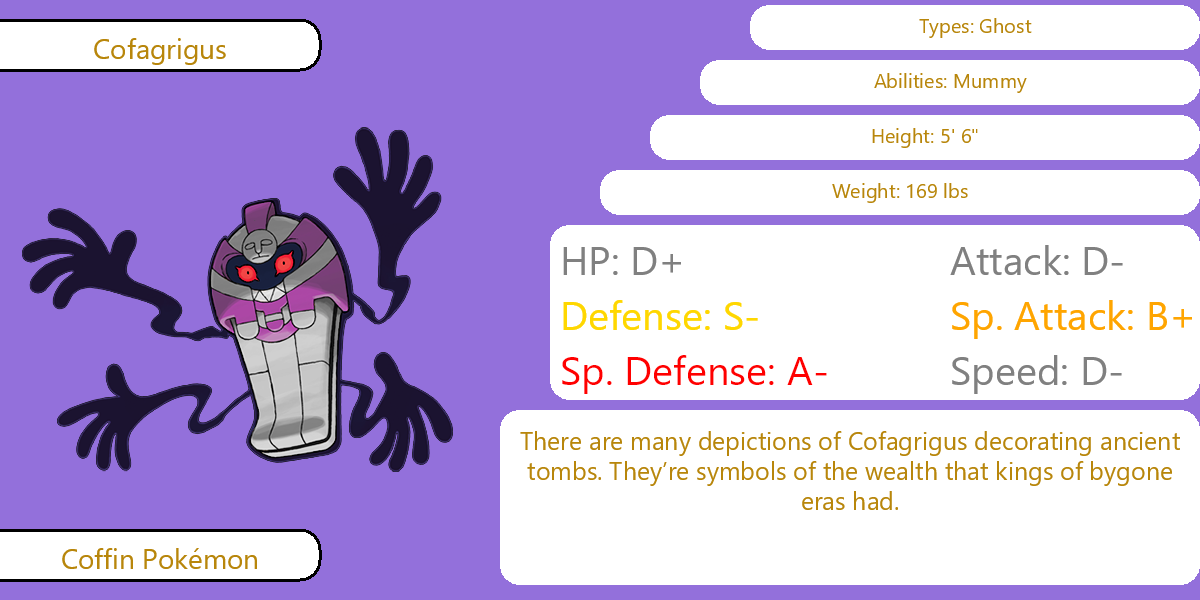 Cofagrigus
Types: Ghost
Abilities: Mummy
Height: 5' 6"
Weight: 169 lbs
HP: D+
Attack: D-
Defense: S-
Sp. Attack: B+
Sp. Defense: A-
Speed: D-
There are many depictions of Cofagrigus decorating ancient
tombs. They’re symbols of the wealth that kings of bygone
eras had.
Coffin Pokémon